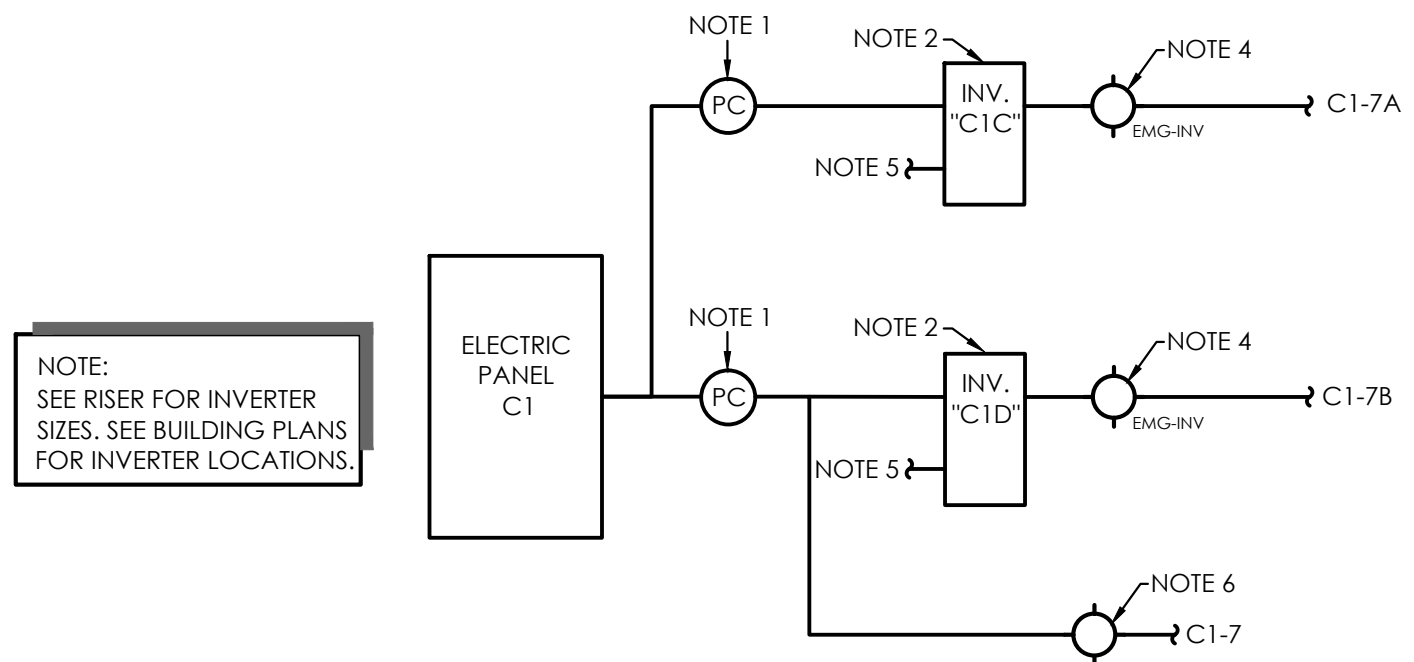 NOTE 1
NOTE 2
NOTE 4
PC
INV.
"C1C"
EMG-INV
C1-7A
NOTE 5
NOTE:
SEE RISER FOR INVERTER
SIZES. SEE BUILDING PLANS
FOR INVERTER LOCATIONS.
ELECTRIC
PANEL
C1
NOTE 1
NOTE 2
NOTE 4
PC
INV.
"C1D"
EMG-INV
C1-7B
NOTE 5
NOTE 6
C1-7